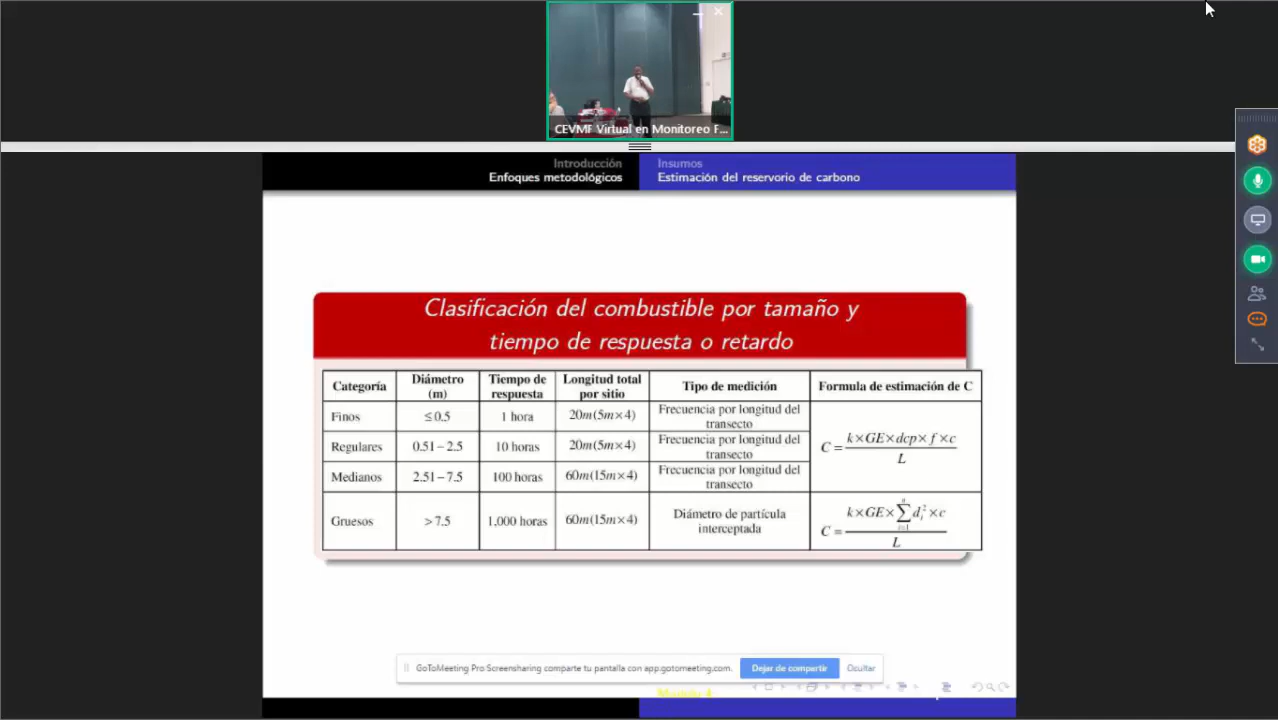 CEVMF Virtual en Monitoreo F...
Introducción
Enfoques metodológicos
Insumos
Estimación del reservorio de carbono
Clasificación del combustible por tamaño y
tiempo de respuesta o retardo
Categoría Diámetro (m) Tiempo de respuesta Longitud total por sitio Tipo de medición Formula de estimación de C
Finos ≤0.5 1 hora 20m(5m×4) Frecuencia por longitud del transecto
Regulares 0.51–2.5 10 horas 20m(5m×4) Frecuencia por longitud del transecto
Medianos 2.51–7.5 100 horas 60m(15m×4) Frecuencia por longitud del transecto
C = k×GE×dcp×f×c / L
Gruesos >7.5 1,000 horas 60m(15m×4) Diámetro de partícula interceptada
C = k×GE×∑ d_i^2 ×c / L
GoToMeeting Pro Screensharing comparte tu pantalla con app.gotomeeting.com. Dejar de compartir Ocultar